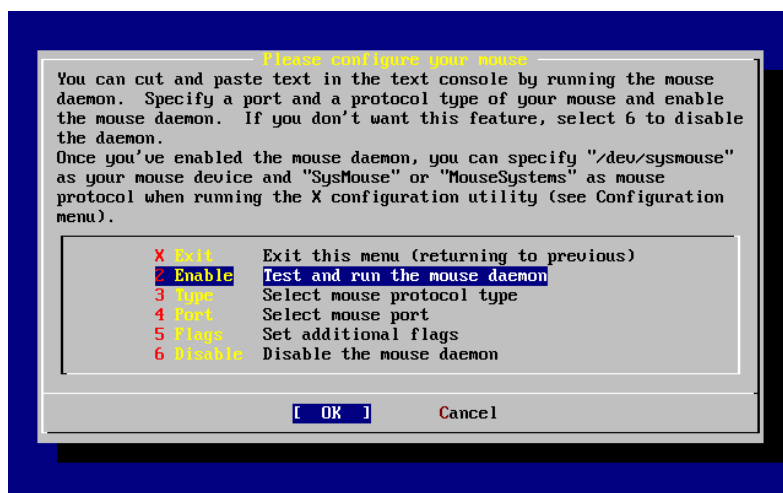 Please configure your mouse
You can cut and paste text in the text console by running the mouse
daemon.  Specify a port and a protocol type of your mouse and enable
the mouse daemon.  If you don't want this feature, select 6 to disable
the daemon.
Once you've enabled the mouse daemon, you can specify "/dev/sysmouse"
as your mouse device and "SysMouse" or "MouseSystems" as mouse
protocol when running the X configuration utility (see Configuration
menu).
X Exit Exit this menu (returning to previous)
2 Enable Test and run the mouse daemon
3 Type Select mouse protocol type
4 Port Select mouse port
5 Flags Set additional flags
6 Disable Disable the mouse daemon
[ OK ] Cancel